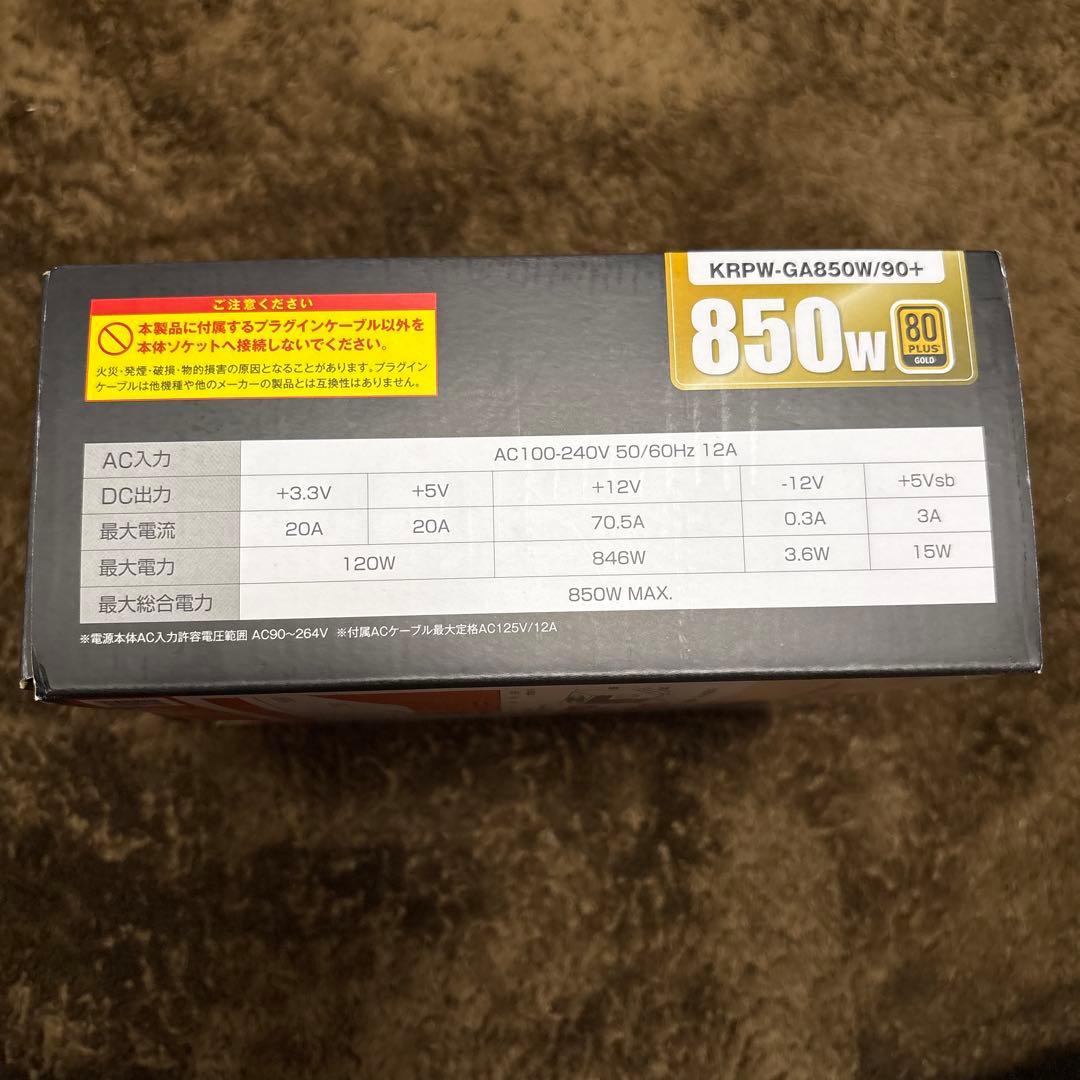 KRPW-GA850W/90+
850W
80
PLUS
GOLD
ご注意ください
本製品に付属するプラグインケーブル以外を
本体ソケットへ接続しないでください。
火災・発煙・破損・物的損害の原因となることがあります。プラグイン
ケーブルは他機種や他のメーカーの製品とは互換性はありません。
AC入力 AC100-240V 50/60Hz 12A
DC出力 +3.3V +5V +12V -12V +5Vsb
最大電流 20A 20A 70.5A 0.3A 3A
最大電力 120W 846W 3.6W 15W
最大総合電力 850W MAX.
※電源本体AC入力許容電圧範囲 AC90〜264V ※付属ACケーブル最大定格AC125V/12A